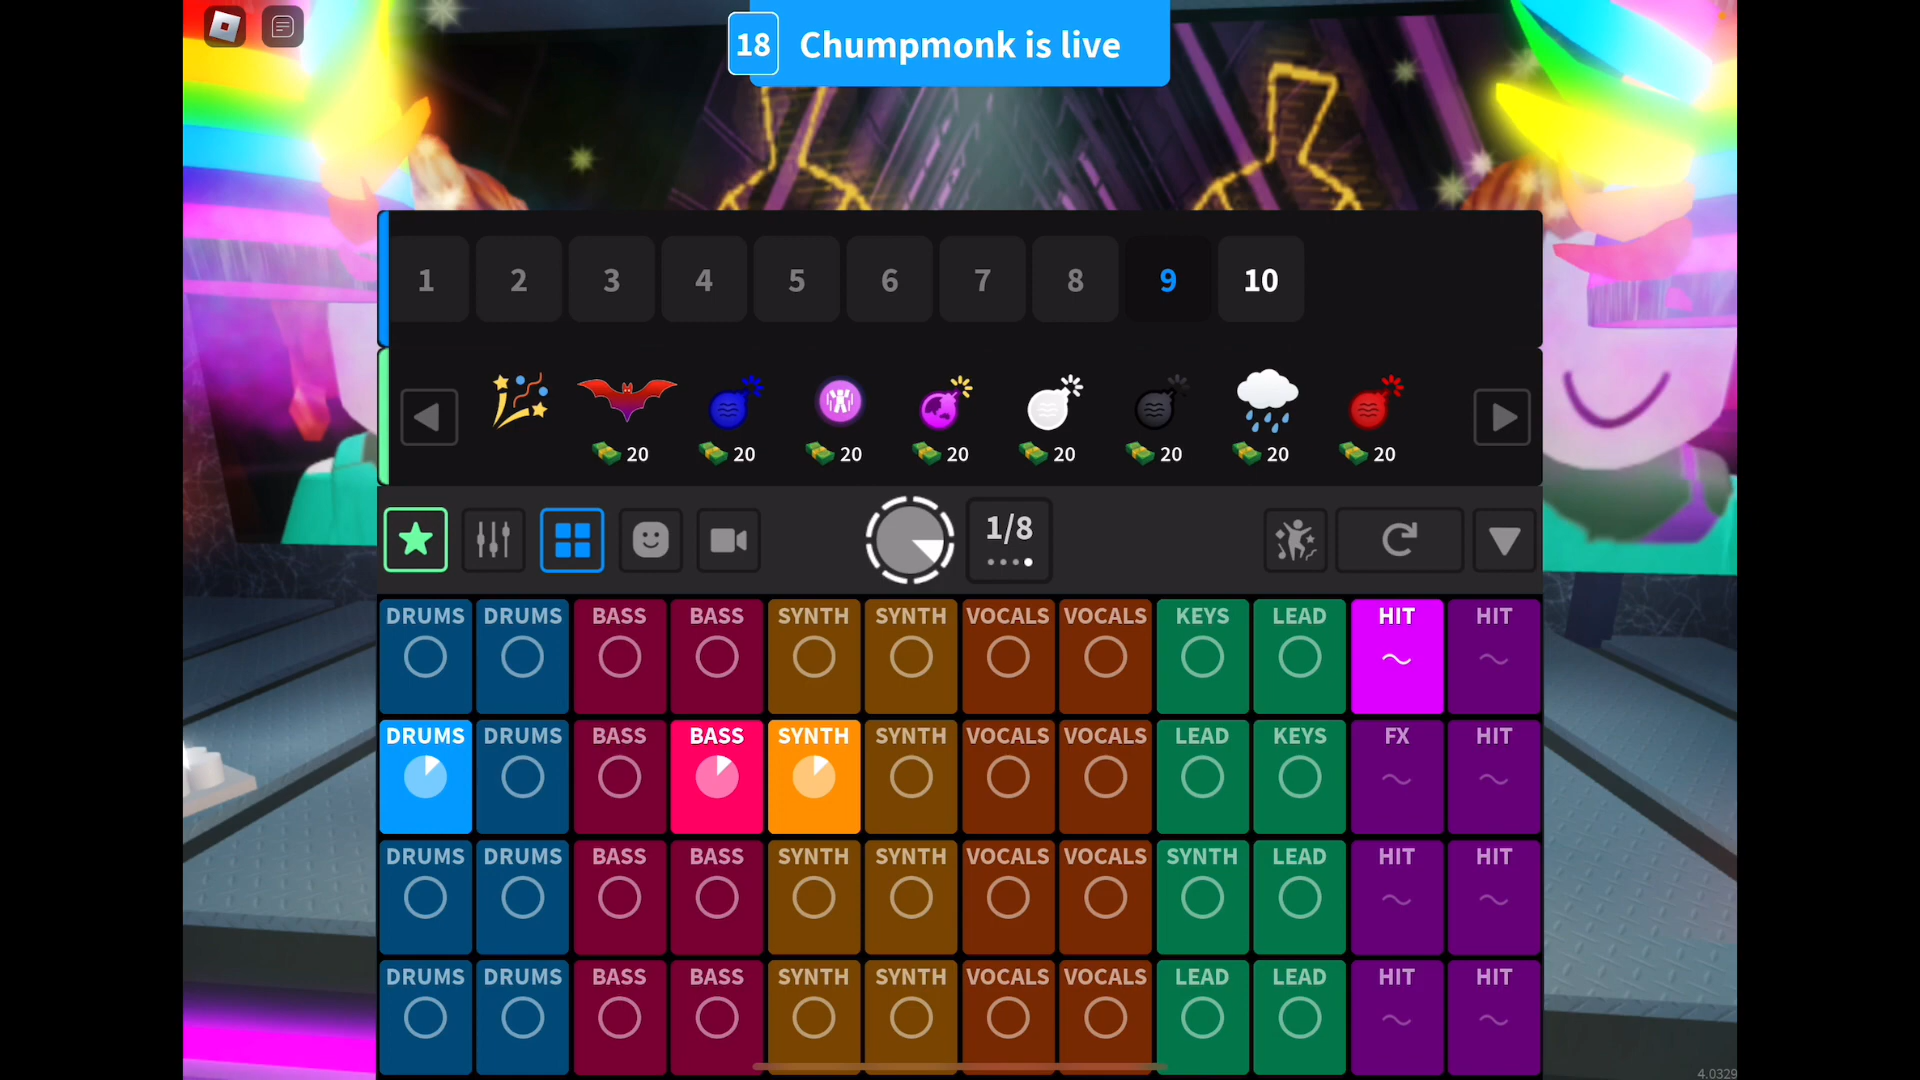 18 Chumpmonk is live
1 2 3 4 5 6 7 8 9 10
20 20 20 20 20 20 20 20
1/8
DRUMS DRUMS BASS BASS SYNTH SYNTH VOCALS VOCALS KEYS LEAD HIT HIT
DRUMS DRUMS BASS BASS SYNTH SYNTH VOCALS VOCALS LEAD KEYS FX HIT
DRUMS DRUMS BASS BASS SYNTH SYNTH VOCALS VOCALS SYNTH LEAD HIT HIT
DRUMS DRUMS BASS BASS SYNTH SYNTH VOCALS VOCALS LEAD LEAD HIT HIT
4.0329